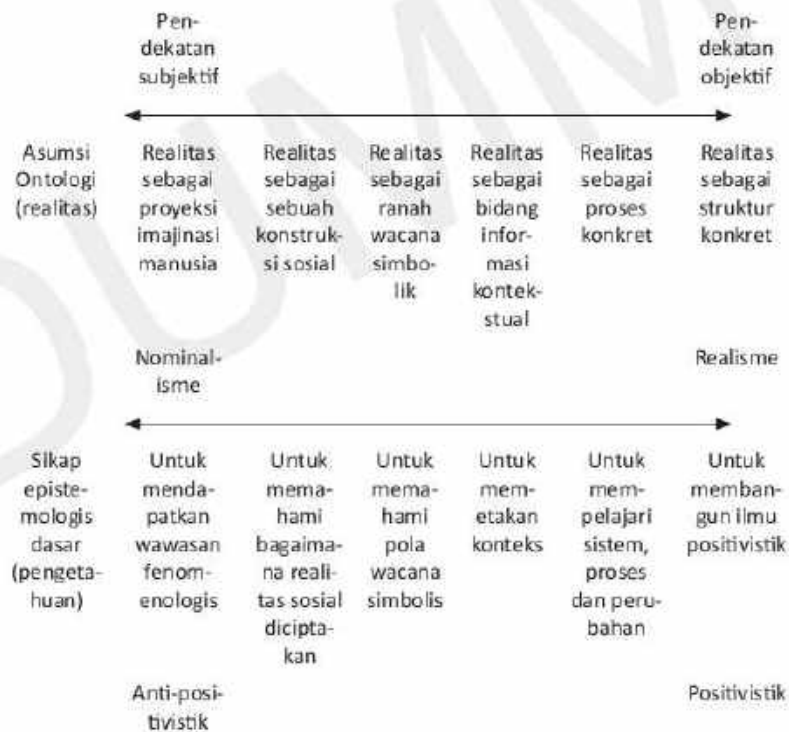 Pen-
dekatan
subjektif
Pen-
dekatan
objektif
Asumsi
Ontologi
(realitas)
Realitas
sebagai
proyeksi
imajinasi
manusia
Realitas
sebagai
sebuah
konstruk-
si sosial
Realitas
sebagai
ranah
wacana
simbo-
lik
Realitas
sebagai
bidang
infor-
masi
kontek-
stual
Realitas
sebagai
proses
konkret
Realitas
sebagai
struktur
konkret
Nominal-
isme
Realisme
Sikap
episte-
mologis
dasar
(pengeta-
huan)
Untuk
menda-
patkan
wawasan
fenom-
enologis
Untuk
mema-
hami
bagaima-
na reali-
tas sosial
dicipta-
kan
Untuk
mema-
hami
pola
wacana
simbolis
Untuk
mem-
etakan
konteks
Untuk
mem-
pelajari
sistem,
proses
dan peru-
bahan
Untuk
memban-
gun ilmu
positivistik
Anti-posi-
tivistik
Positivistik
DUMM